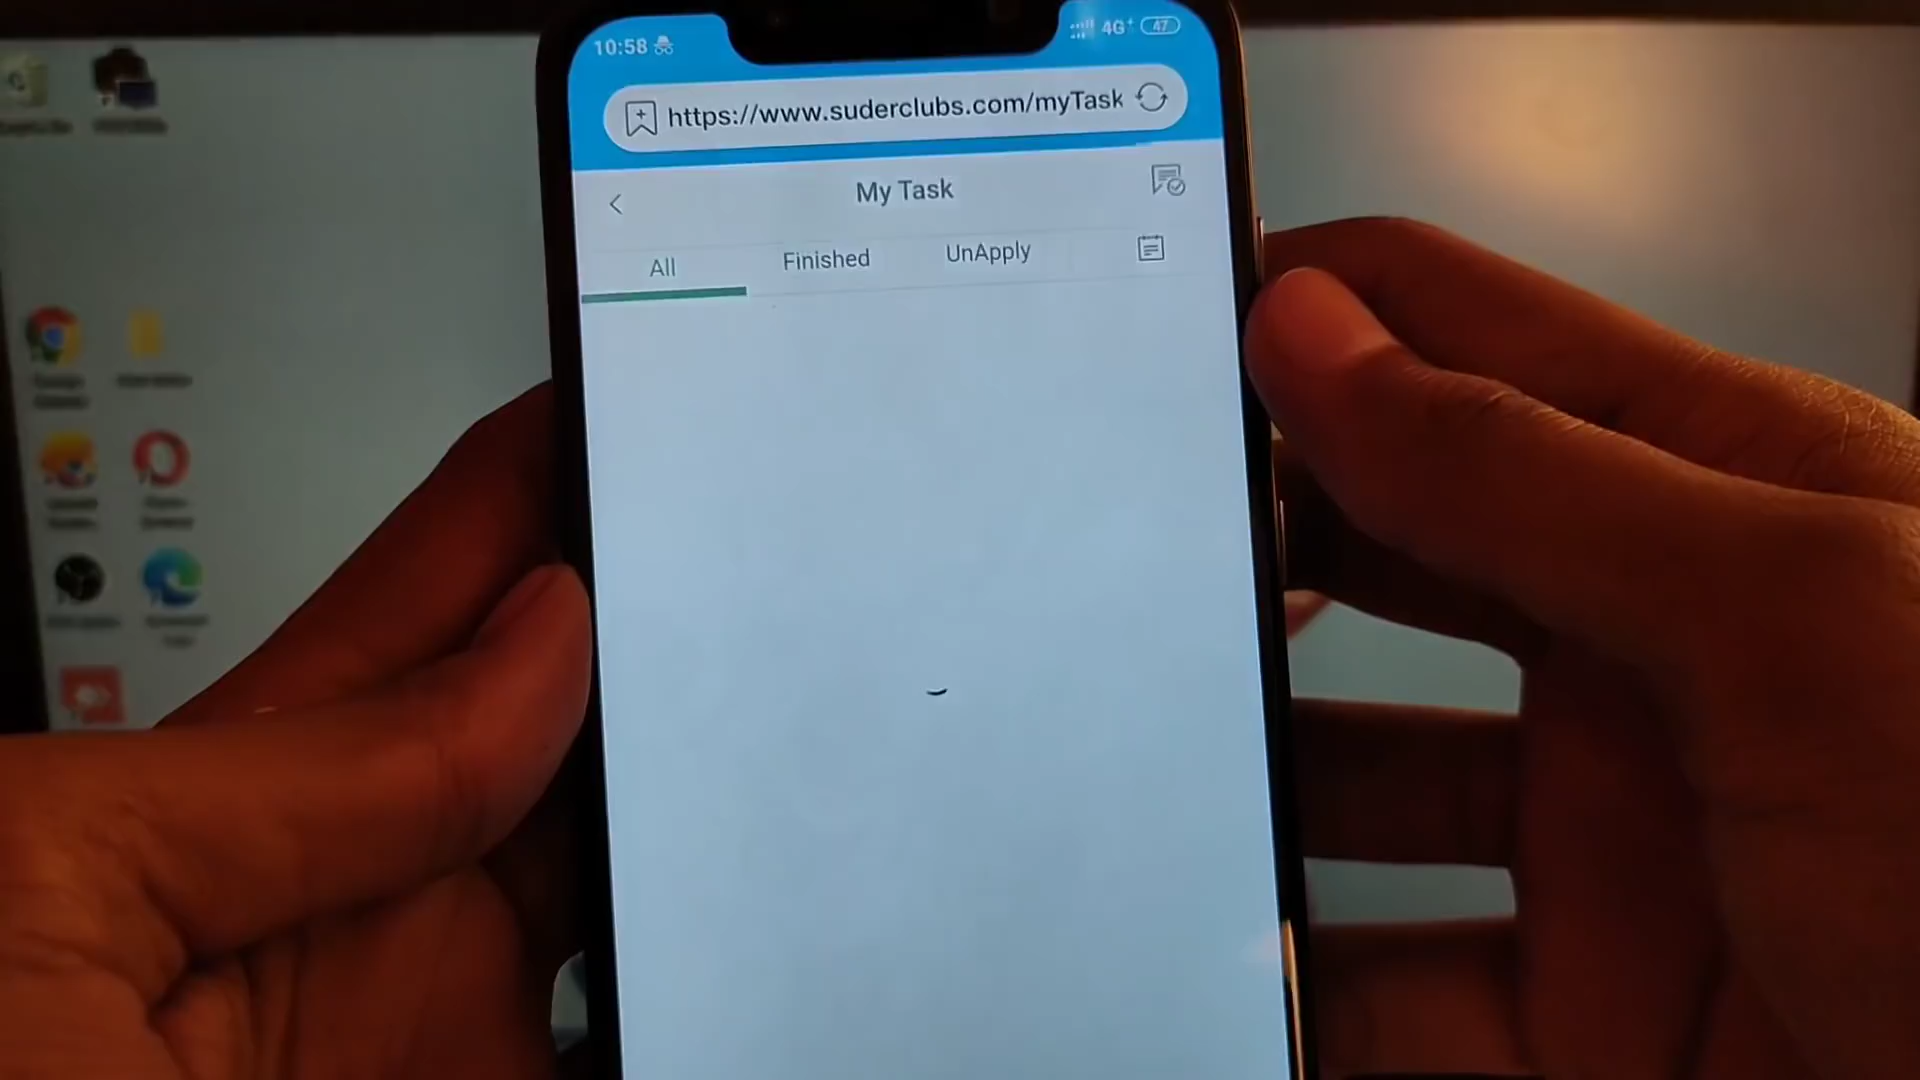 10:58
4G+ 47
https://www.suderclubs.com/myTask
My Task
All
Finished
UnApply